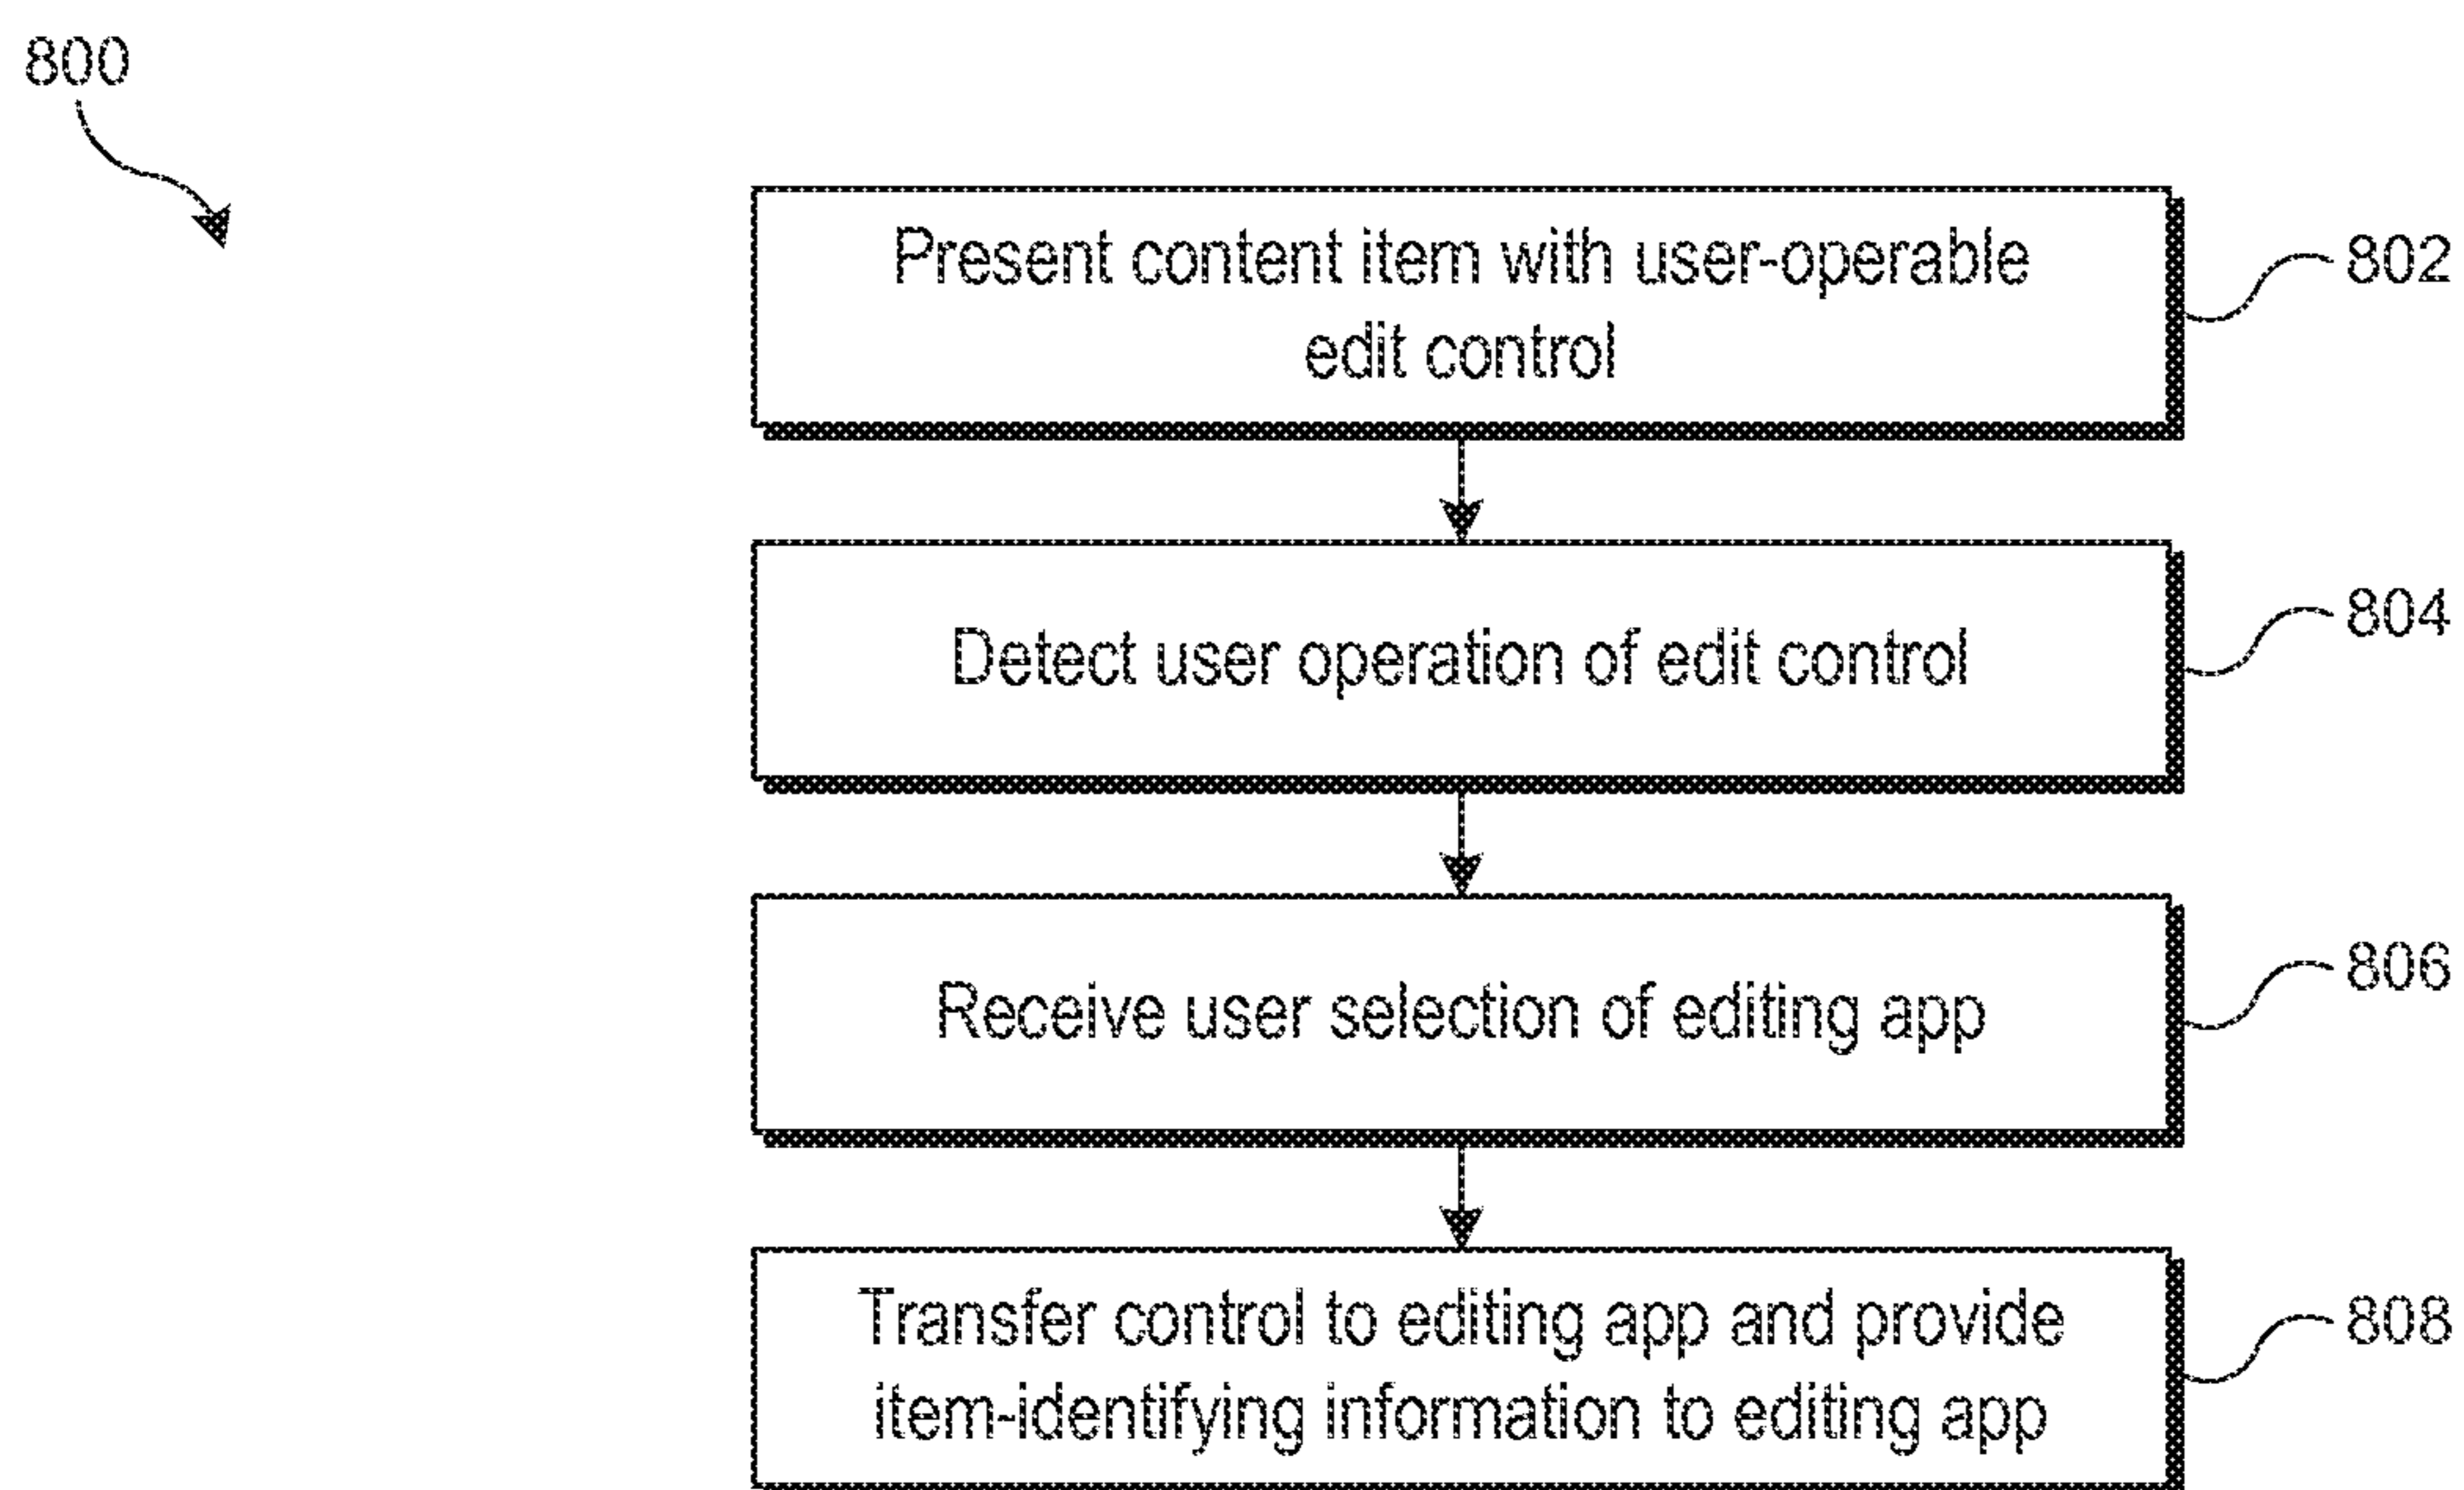 800
Present content item with user-operable
edit control
802
Detect user operation of edit control
804
Receive user selection of editing app
806
Transfer control to editing app and provide
item-identifying information to editing app
808